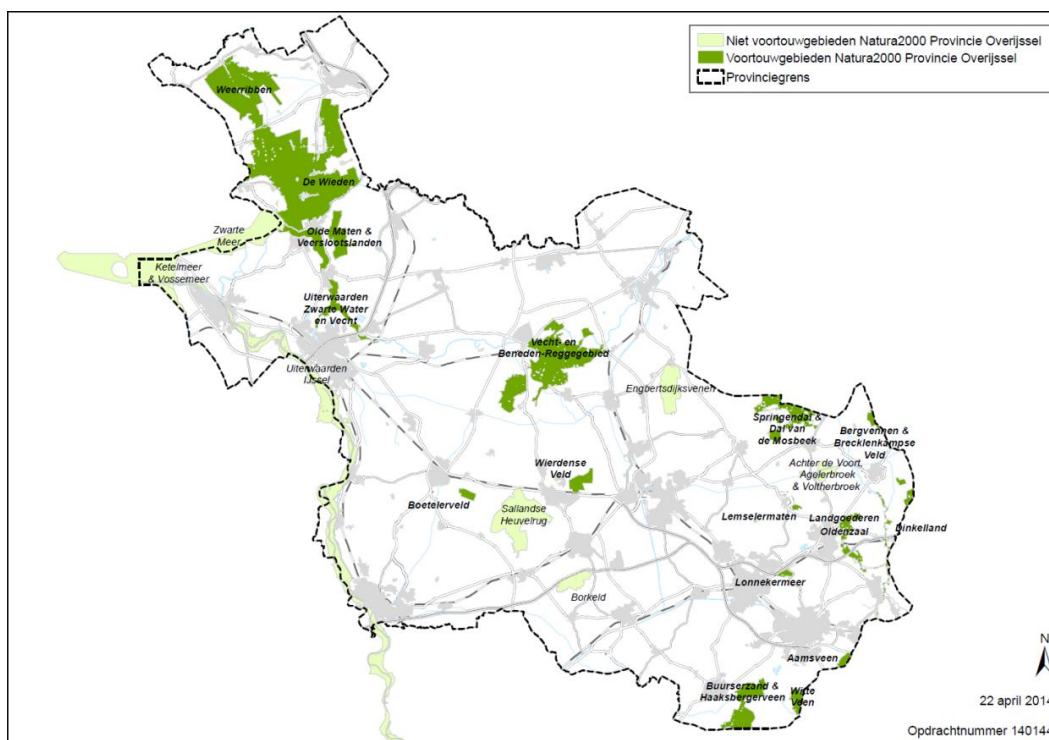 Niet voortouwgebieden Natura2000 Provincie Overijssel
Voortouwgebieden Natura2000 Provincie Overijssel
Provinciegrens
Weerribben
De Wieden
Zwarte
Meer
Olde Maten &
Veerslootslanden
Ketelmeer
& Vossemeer
Uiterwaarden
Zwarte Water
en Vecht
Uiterwaarden
IJssel
Vecht- en
Beneden-Reggegebied
Engbertsdijksvenen
Springendal &
Dal van
de Mosbeek
Bergvennen &
Brecklenkampse
Veld
Achter de Voort,
Agelerbroek
& Voltherbroek
Wierdense
Veld
Boetelerveld
Sallandse
Heuvelrug
Lemselermaten
Landgoederen
Oldenzaal
Dinkelland
Lonnekermeer
Borkeld
Aamsveen
Buurserzand &
Haaksbergerveen
Witte
Veen
N
22 april 2014
Opdrachtnummer 140144